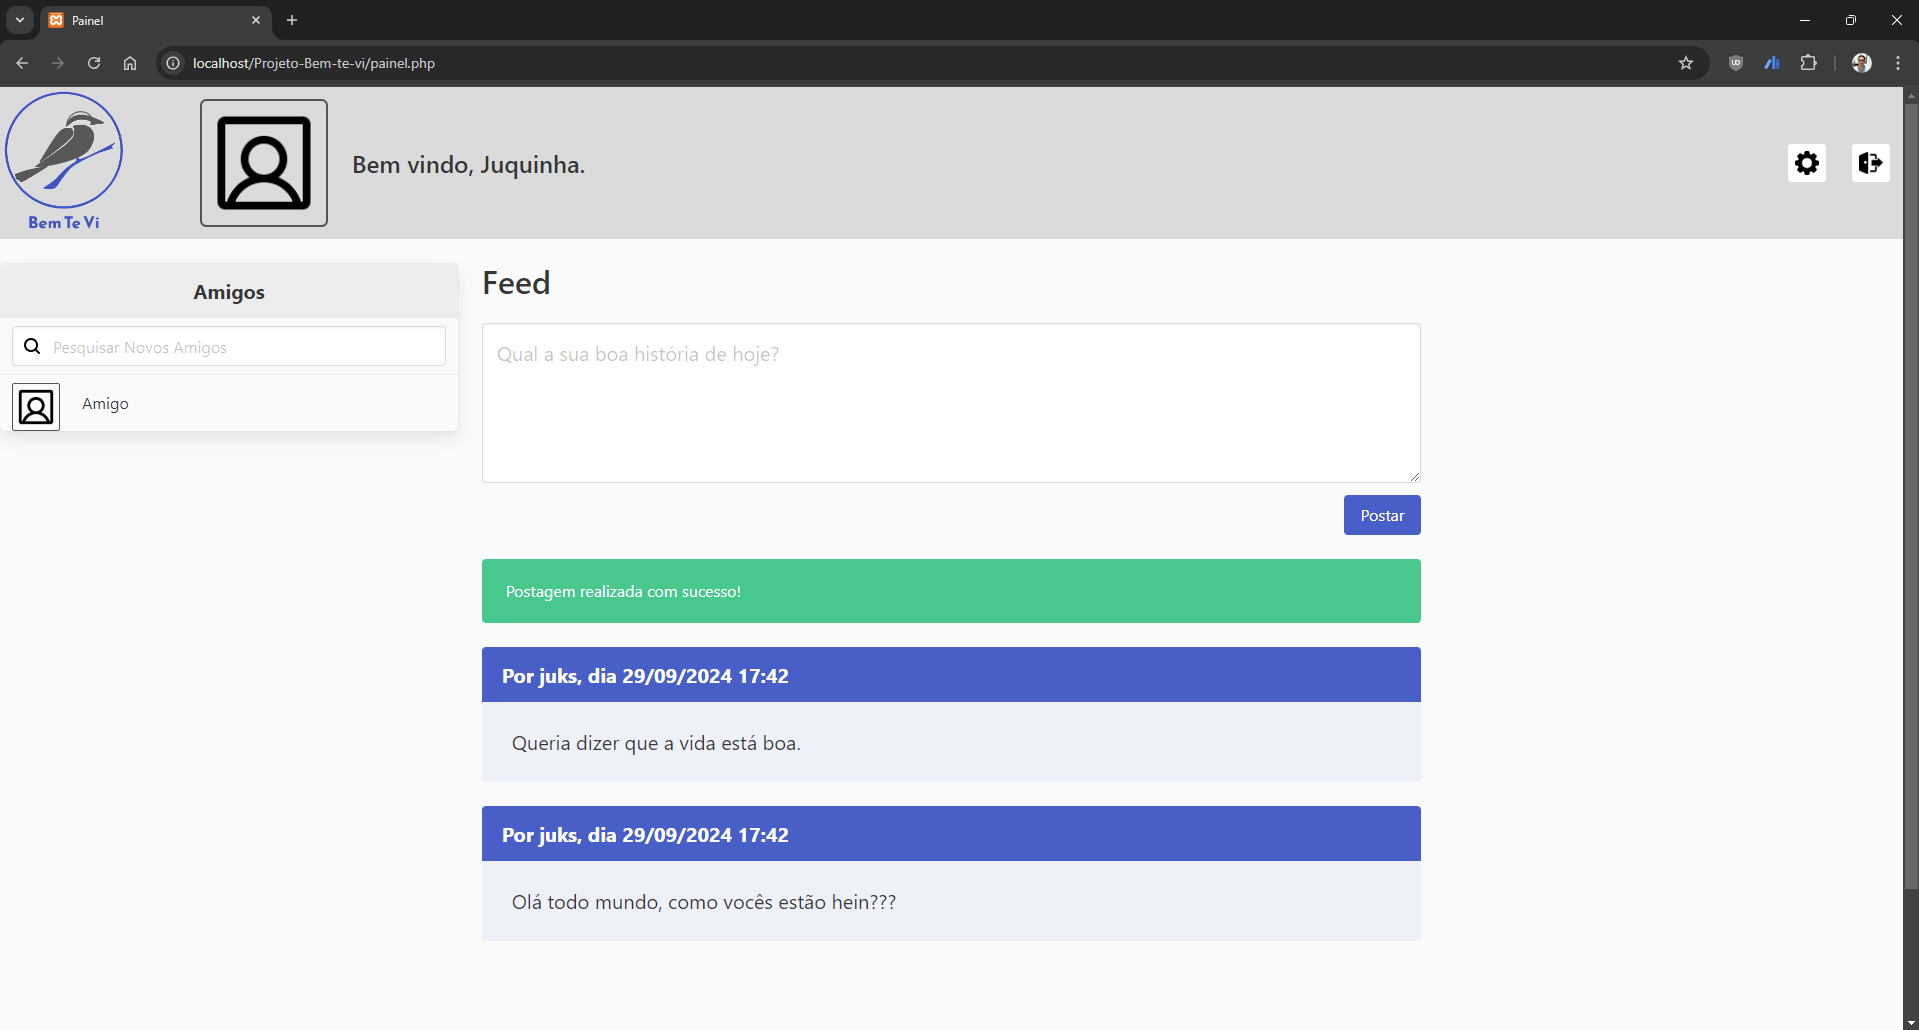 Painel
localhost/Projeto-Bem-te-vi/painel.php
Bem Te Vi
Bem vindo, Juquinha.
Amigos
Pesquisar Novos Amigos
Amigo
Feed
Qual a sua boa história de hoje?
Postar
Postagem realizada com sucesso!
Por juks, dia 29/09/2024 17:42
Queria dizer que a vida está boa.
Por juks, dia 29/09/2024 17:42
Olá todo mundo, como vocês estão hein???